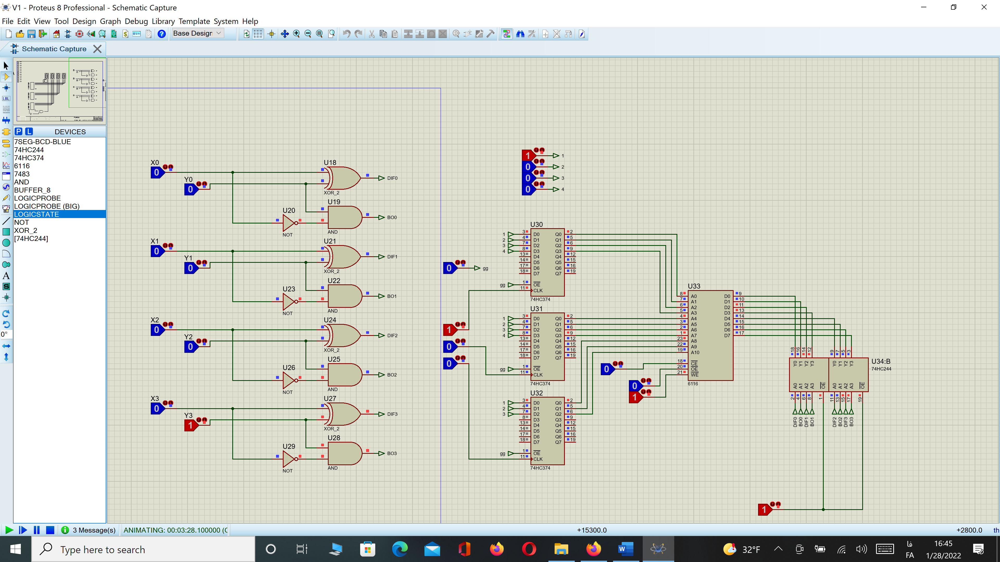 V1 - Proteus 8 Professional - Schematic Capture
File Edit View Tool Design Graph Debug Library Template System Help
Base Design
Schematic Capture
P L DEVICES
7SEG-BCD-BLUE
74HC244
74HC374
6116
7483
AND
BUFFER_8
LOGICPROBE
LOGICPROBE (BIG)
LOGICSTATE
NOT
XOR_2
[74HC244]
LBL
A
S
0°
X0
0
Y0
0
U18
XOR_2
DIF0
U19
AND
BO0
U20
NOT
X1
0
Y1
0
U21
XOR_2
DIF1
U22
AND
BO1
U23
NOT
X2
0
Y2
0
U24
XOR_2
DIF2
U25
AND
BO2
U26
NOT
X3
0
Y3
1
U27
XOR_2
DIF3
U28
AND
BO3
U29
NOT
1 1
0 2
0 3
0 4
0 gg
1
0
0
U30
1 3 D0 Q0 2
2 4 D1 Q1 5
3 7 D2 Q2 6
4 8 D3 Q3 9
13 D4 Q4 12
14 D5 Q5 15
17 D6 Q6 16
18 D7 Q7 19
gg 1 OE
11 CLK
74HC374
U31
1 3 D0 Q0 2
2 4 D1 Q1 5
3 7 D2 Q2 6
4 8 D3 Q3 9
13 D4 Q4 12
14 D5 Q5 15
17 D6 Q6 16
18 D7 Q7 19
gg 1 OE
11 CLK
74HC374
U32
1 3 D0 Q0 2
2 4 D1 Q1 5
3 7 D2 Q2 6
8 D3 Q3 9
13 D4 Q4 12
14 D5 Q5 15
17 D6 Q6 16
18 D7 Q7 19
gg 1 OE
11 CLK
74HC374
U33
8 A0 D0 9
7 A1 D1 10
6 A2 D2 11
5 A3 D3 13
4 A4 D4 14
3 A5 D5 15
2 A6 D6 16
1 A7 D7 17
23 A8
22 A9
19 A10
18 CE
20 OE
21 WE
6116
0
0
1
18 16 14 12 9 7 5 3
Y0 Y1 Y2 Y3 Y0 Y1 Y2 Y3
U34:B
74HC244
A0 A1 A2 A3 OE A0 A1 A2 A3 OE
2 4 6 8 1 11 13 15 17 19
DIF0 BO0 DIF1 BO1 DIF2 BO2 DIF3 BO3
1
3 Message(s) ANIMATING: 00:03:28.100000 (C +15300.0 +2800.0 th
Type here to search
32°F
فا
FA
16:45
1/28/2022